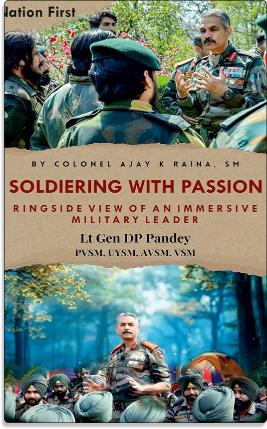 Nation First
BY COLONEL AJAY K RAINA, SM
SOLDIERING WITH PASSION
RINGSIDE VIEW OF AN IMMERSIVE
MILITARY LEADER
Lt Gen DP Pandey
PVSM, UYSM, AVSM, VSM